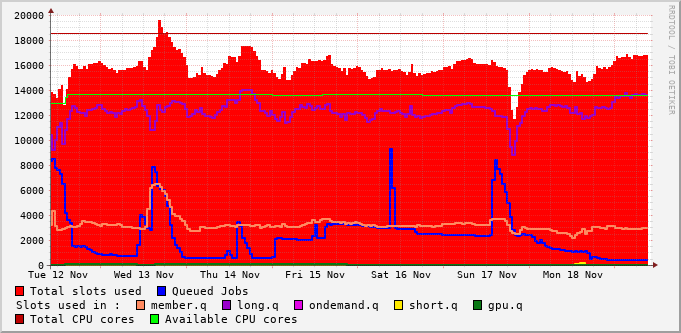 20000
18000
16000
14000
12000
10000
8000
6000
4000
2000
0
Tue 12 Nov Wed 13 Nov Thu 14 Nov Fri 15 Nov Sat 16 Nov Sun 17 Nov Mon 18 Nov
Total slots used Queued Jobs
Slots used in : member.q long.q ondemand.q short.q gpu.q
Total CPU cores Available CPU cores
RRDTOOL / TOBI OETIKER